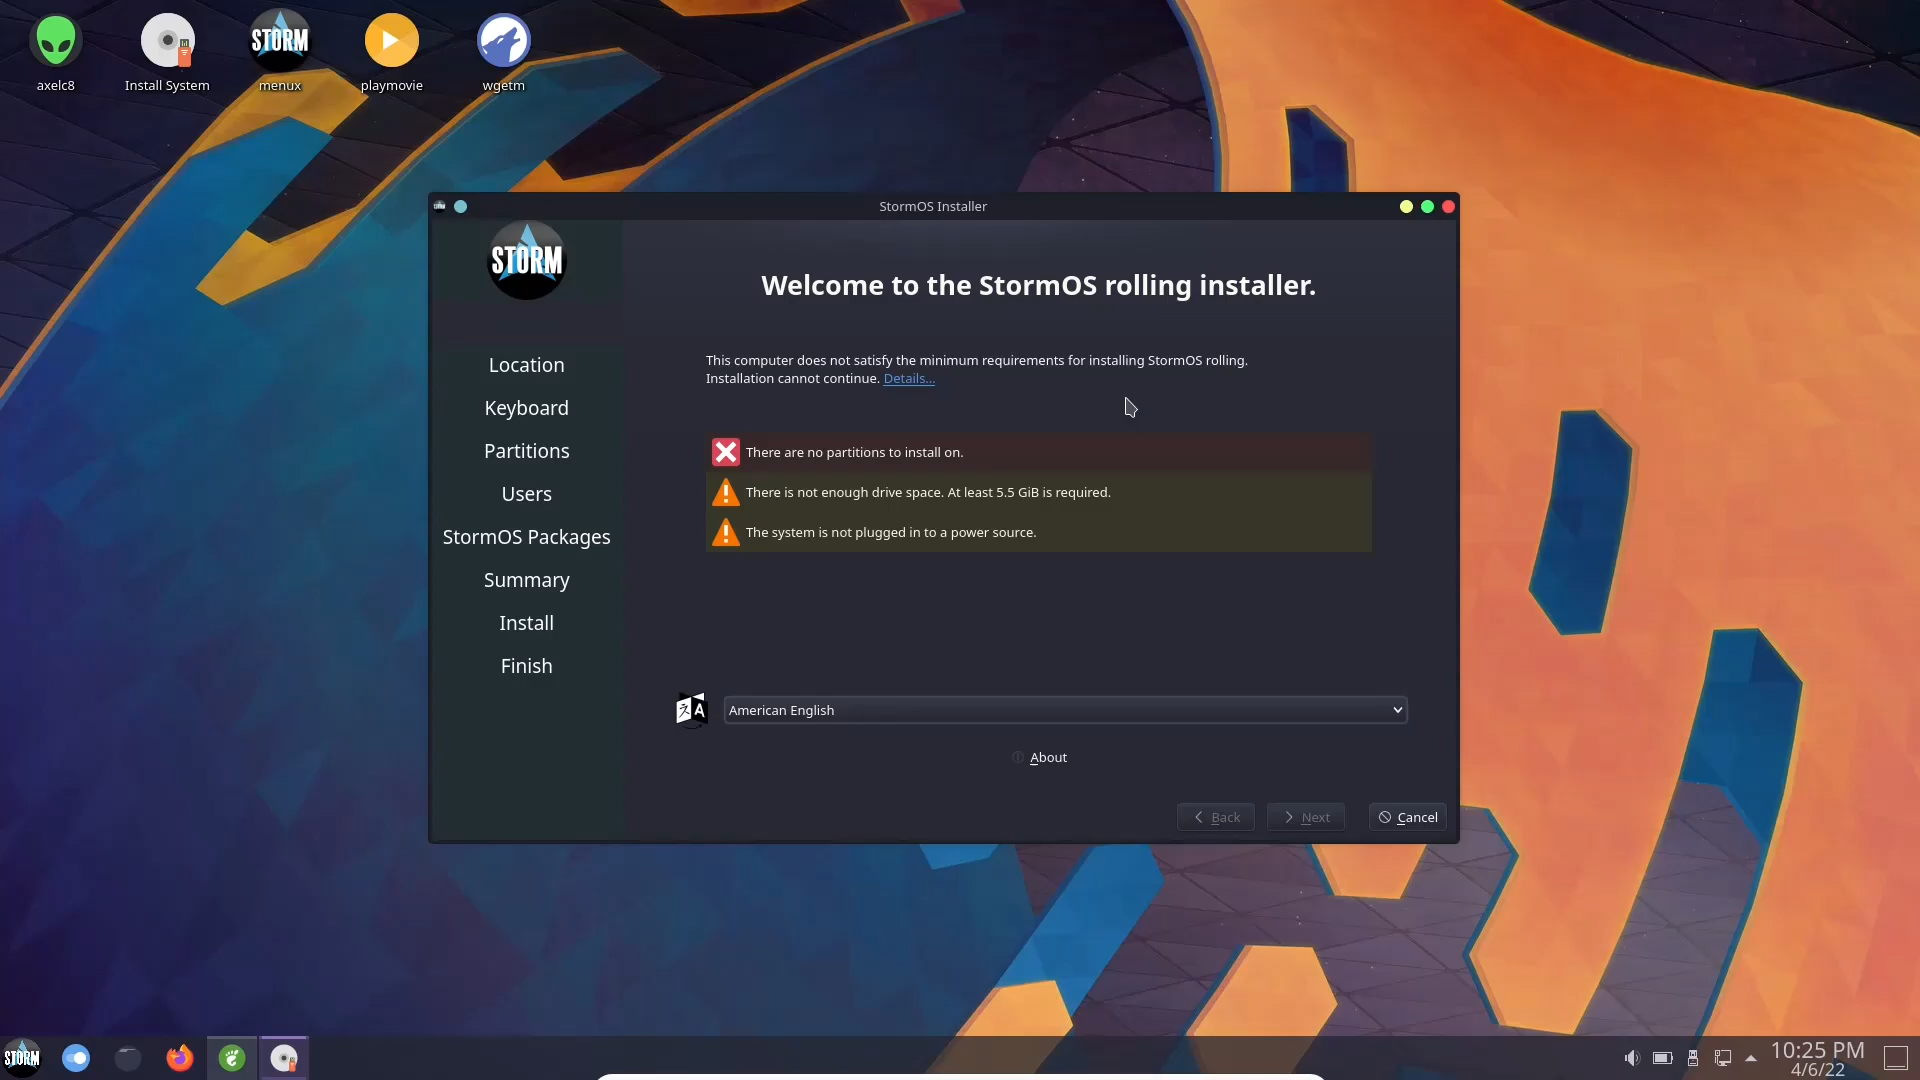 axelc8
Install System
STORM
menux
playmovie
wgetm
StormOS Installer
STORM
Welcome to the StormOS rolling installer.
This computer does not satisfy the minimum requirements for installing StormOS rolling.
Installation cannot continue. Details...
Location
Keyboard
Partitions
Users
StormOS Packages
Summary
Install
Finish
There are no partitions to install on.
There is not enough drive space. At least 5.5 GiB is required.
The system is not plugged in to a power source.
American English
About
Back
Next
Cancel
STORM
10:25 PM
4/6/22